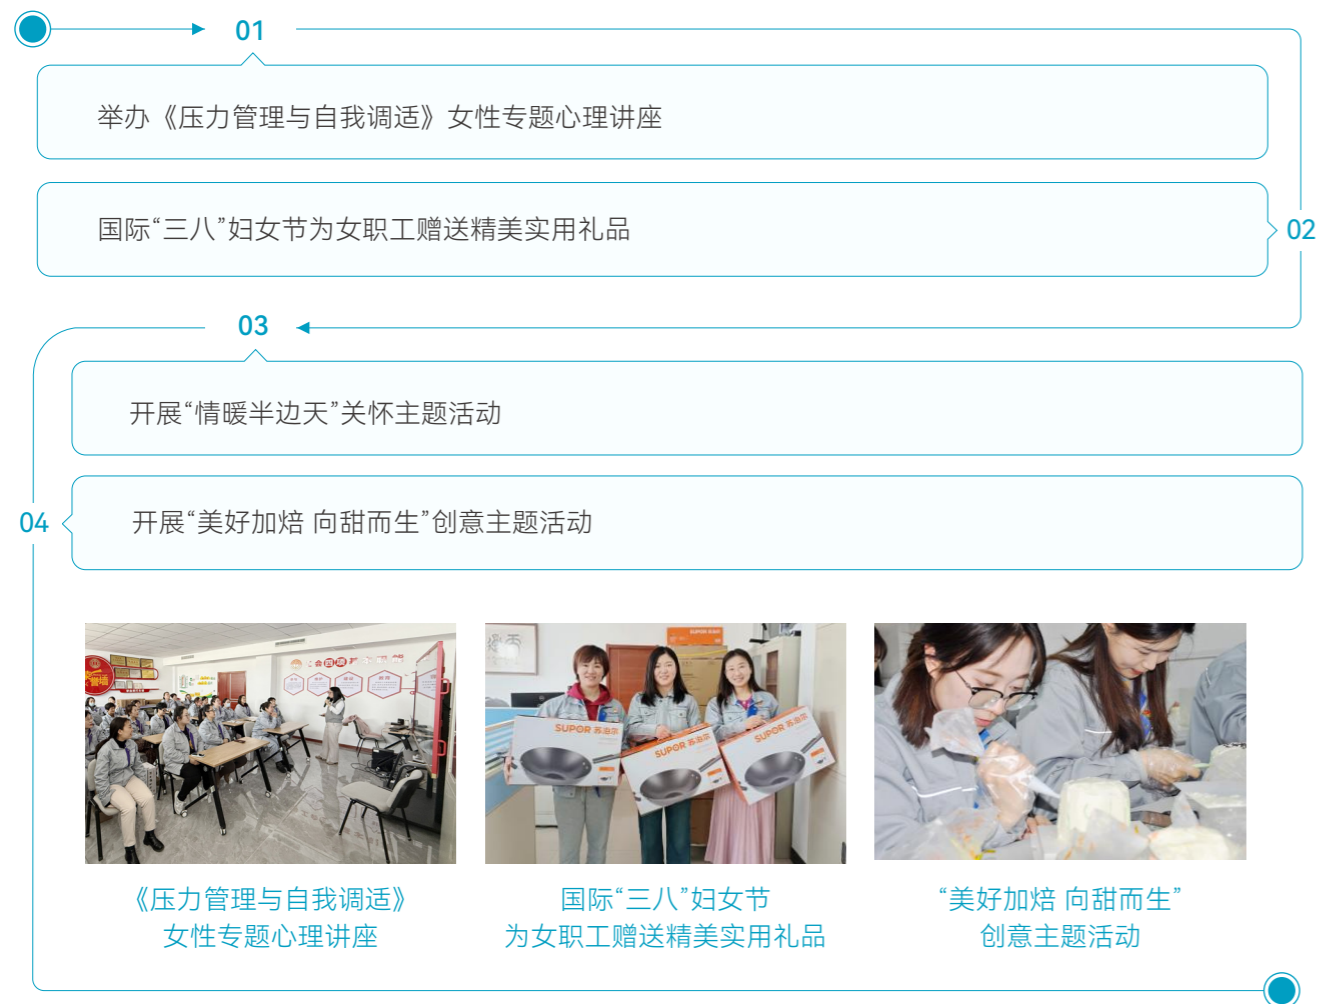 01
举办《压力管理与自我调适》女性专题心理讲座
国际“三八”妇女节为女职工赠送精美实用礼品
02
03
开展“情暖半边天”关怀主题活动
04
开展“美好加焙 向甜而生”创意主题活动
SUPOR 苏泊尔
SUPOR 苏泊尔
SUPOR 苏泊尔
《压力管理与自我调适》
女性专题心理讲座
国际“三八”妇女节
为女职工赠送精美实用礼品
“美好加焙 向甜而生”
创意主题活动